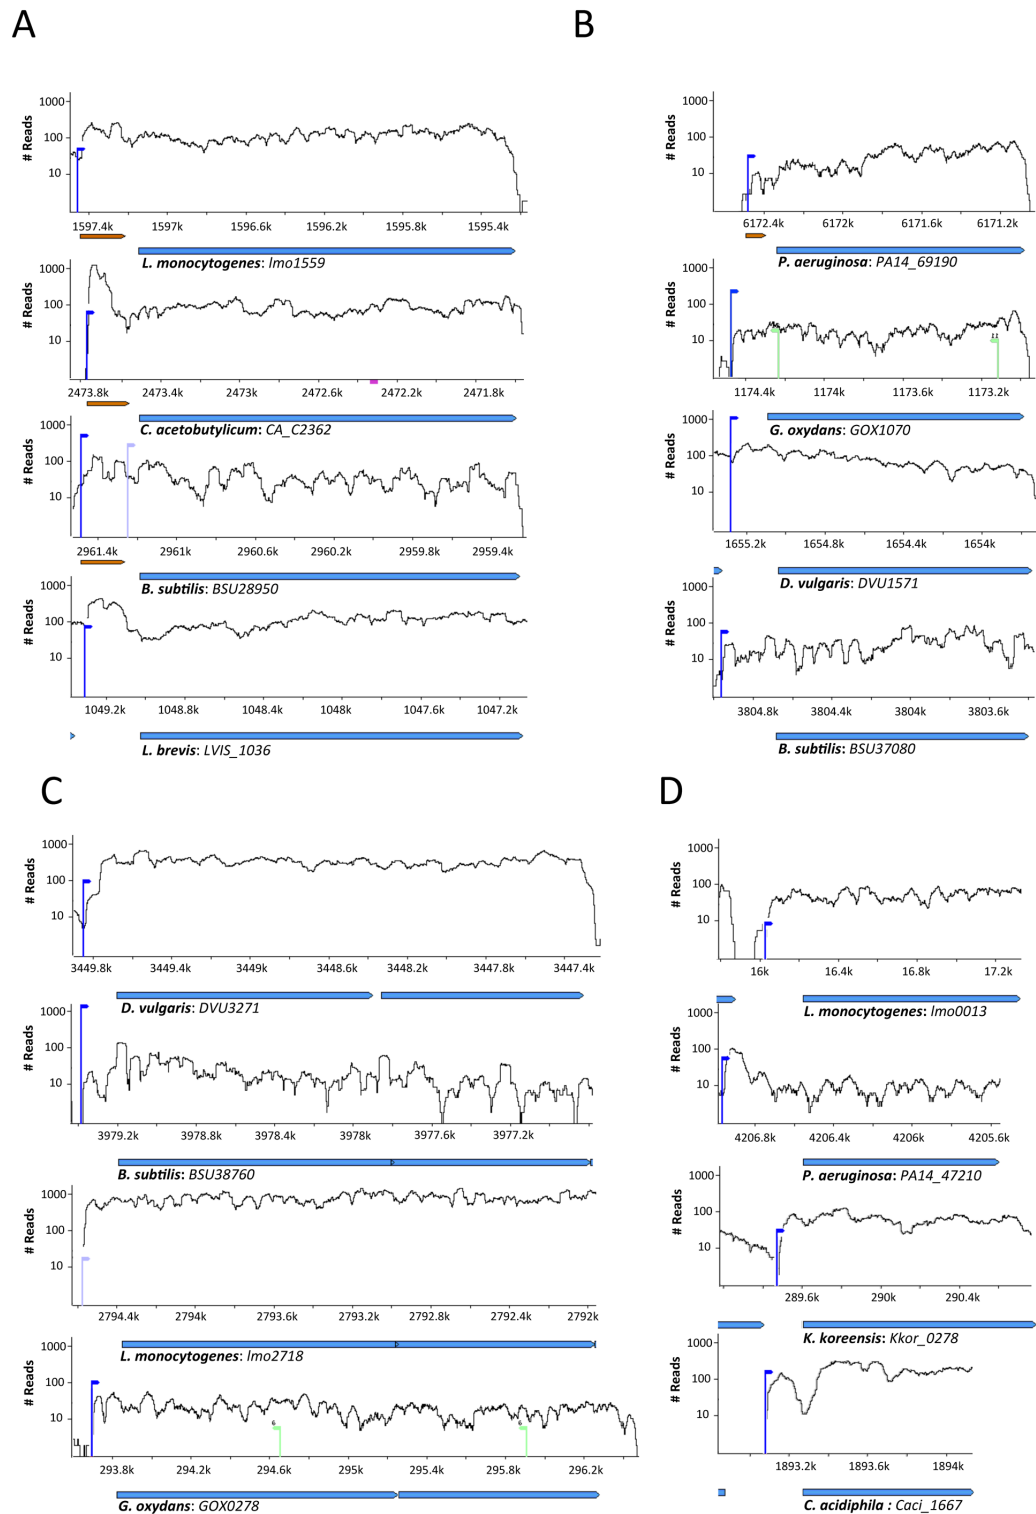 A
# Reads
1000
100
10
1597.4k 1597k 1596.6k 1596.2k 1595.8k 1595.4k
L. monocytogenes: lmo1559
# Reads
1000
100
10
2473.8k 2473.4k 2473k 2472.6k 2472.2k 2471.8k
C. acetobutylicum: CA_C2362
# Reads
1000
100
10
2961.4k 2961k 2960.6k 2960.2k 2959.8k 2959.4k
B. subtilis: BSU28950
# Reads
1000
100
10
1049.2k 1048.8k 1048.4k 1048k 1047.6k 1047.2k
L. brevis: LVIS_1036
B
# Reads
1000
100
10
6172.4k 6172k 6171.6k 6171.2k
P. aeruginosa: PA14_69190
# Reads
1000
100
10
11
1174.4k 1174k 1173.6k 1173.2k
G. oxydans: GOX1070
# Reads
1000
100
10
1655.2k 1654.8k 1654.4k 1654k
D. vulgaris: DVU1571
# Reads
1000
100
10
3804.8k 3804.4k 3804k 3803.6k
B. subtilis: BSU37080
C
# Reads
1000
100
10
3449.8k 3449.4k 3449k 3448.6k 3448.2k 3447.8k 3447.4k
D. vulgaris: DVU3271
# Reads
1000
100
10
3979.2k 3978.8k 3978.4k 3978k 3977.6k 3977.2k
B. subtilis: BSU38760
# Reads
1000
100
10
2794.4k 2794k 2793.6k 2793.2k 2792.8k 2792.4k 2792k
L. monocytogenes: lmo2718
# Reads
1000
100
10
6 6
293.8k 294.2k 294.6k 295k 295.4k 295.8k 296.2k
G. oxydans: GOX0278
D
# Reads
1000
100
10
16k 16.4k 16.8k 17.2k
L. monocytogenes: lmo0013
# Reads
1000
100
10
4206.8k 4206.4k 4206k 4205.6k
P. aeruginosa: PA14_47210
# Reads
1000
100
10
289.6k 290k 290.4k
K. koreensis: Kkor_0278
# Reads
1000
100
10
1893.2k 1893.6k 1894k
C. acidiphila : Caci_1667